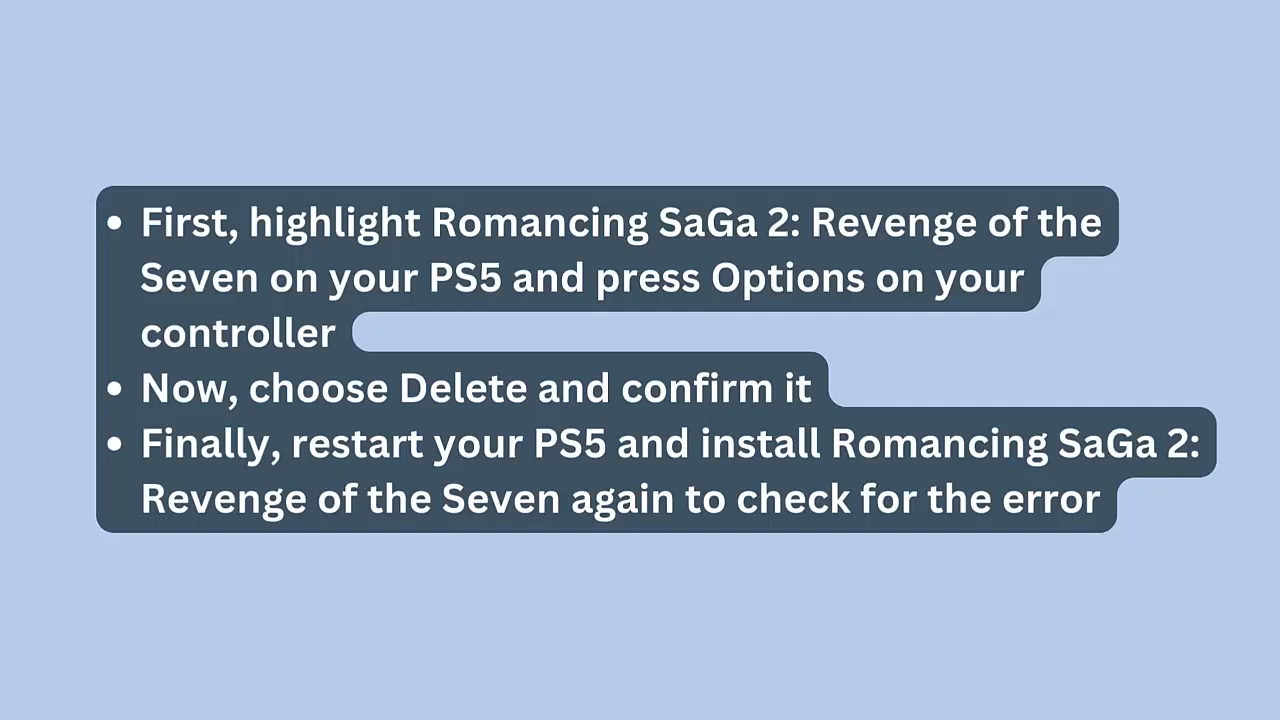 • First, highlight Romancing SaGa 2: Revenge of the
Seven on your PS5 and press Options on your
controller
• Now, choose Delete and confirm it
• Finally, restart your PS5 and install Romancing SaGa 2:
Revenge of the Seven again to check for the error